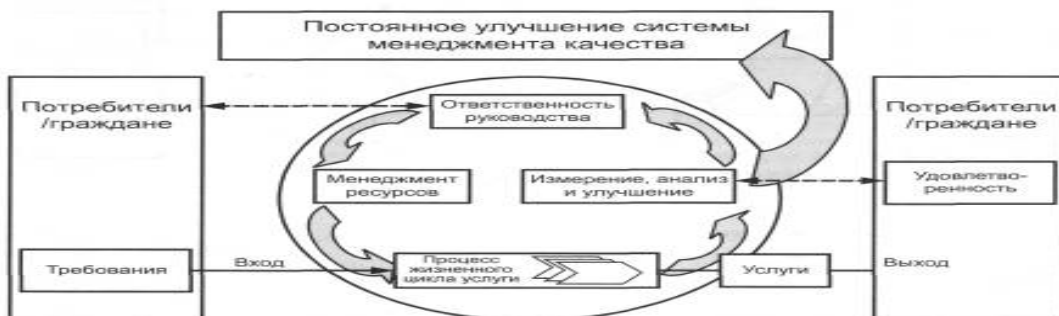 Постоянное улучшение системы
менеджмента качества
Потребители
/граждане
Ответственность
руководства
Потребители
/граждане
Менеджмент
ресурсов
Измерение, анализ
и улучшение
Удовлетво-
ренность
Требования
Вход
Процесс
жизненного
цикла услуги
Услуги
Выход